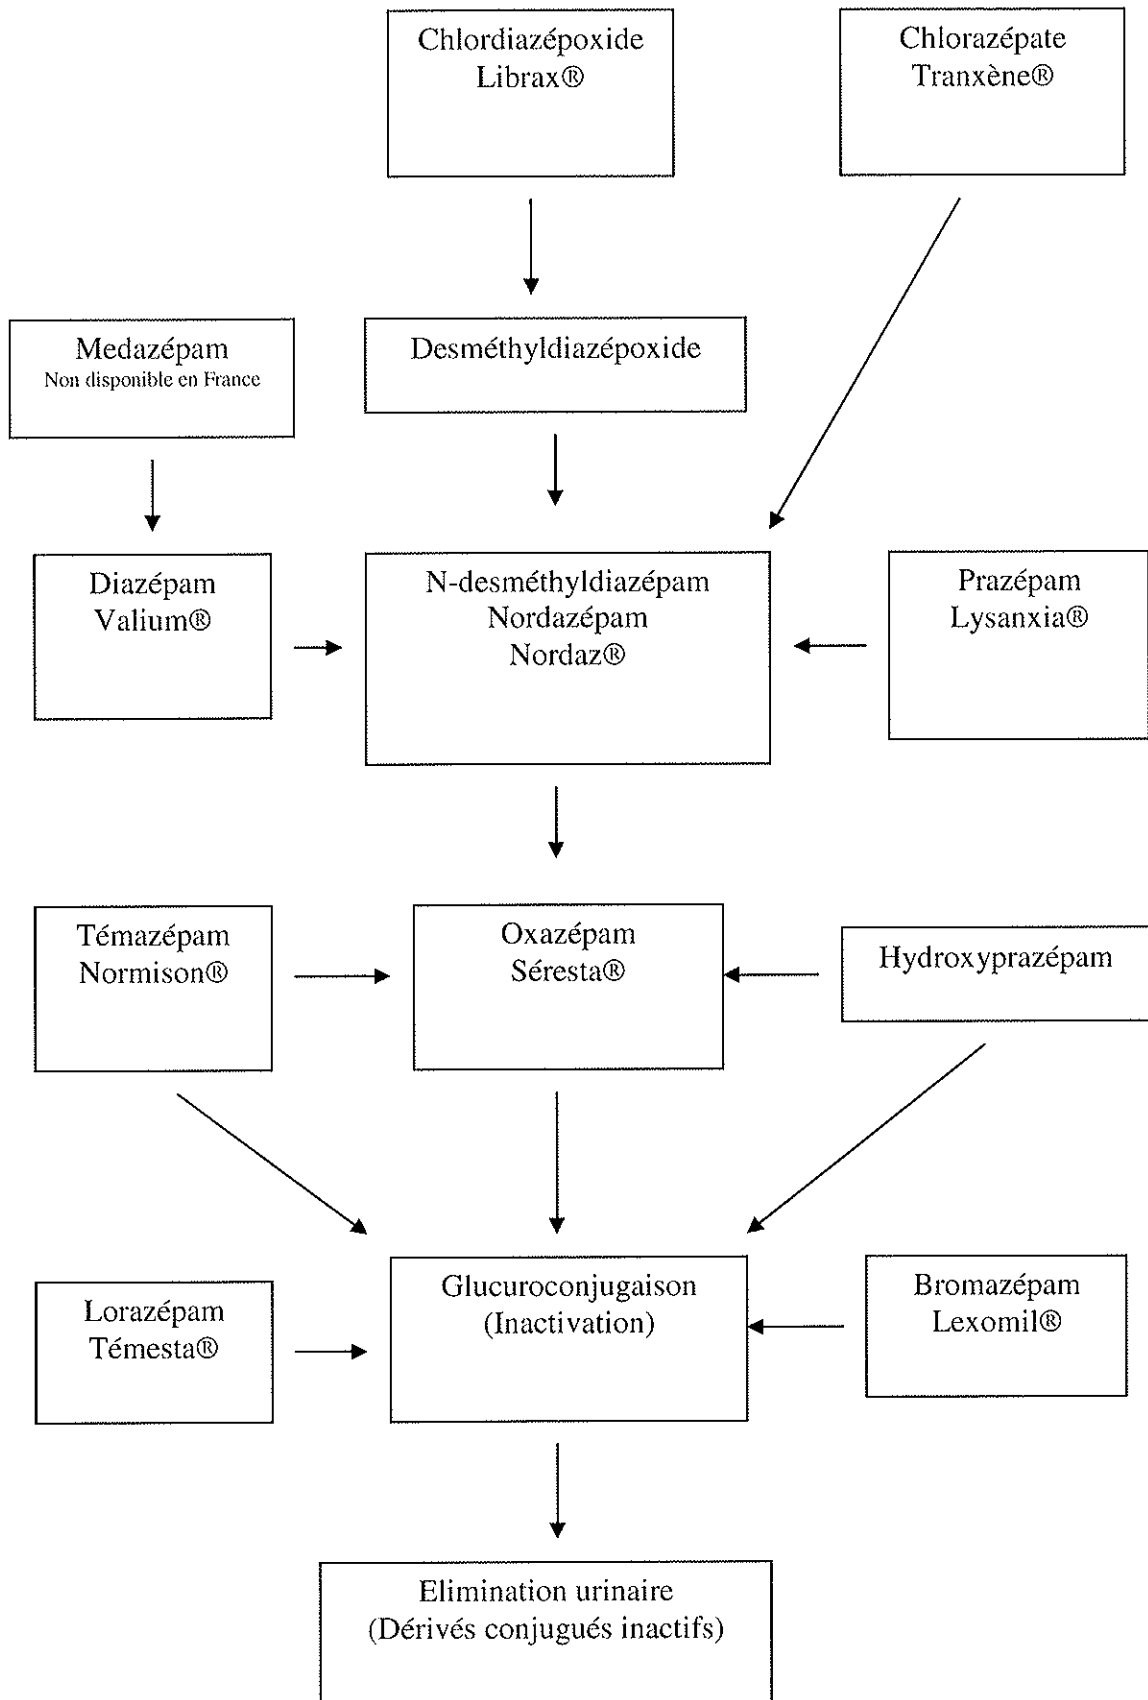 Chlordiazépoxide
Librax®
Chlorazépate
Tranxène®
Medazépam
Non disponible en France
Desméthyldiazépoxide
Diazépam
Valium®
N-desméthyldiazépam
Nordazépam
Nordaz®
Prazépam
Lysanxia®
Témazépam
Normison®
Oxazépam
Séresta®
Hydroxyprazépam
Lorazépam
Témesta®
Glucuroconjugaison
(Inactivation)
Bromazépam
Lexomil®
Elimination urinaire
(Dérivés conjugués inactifs)